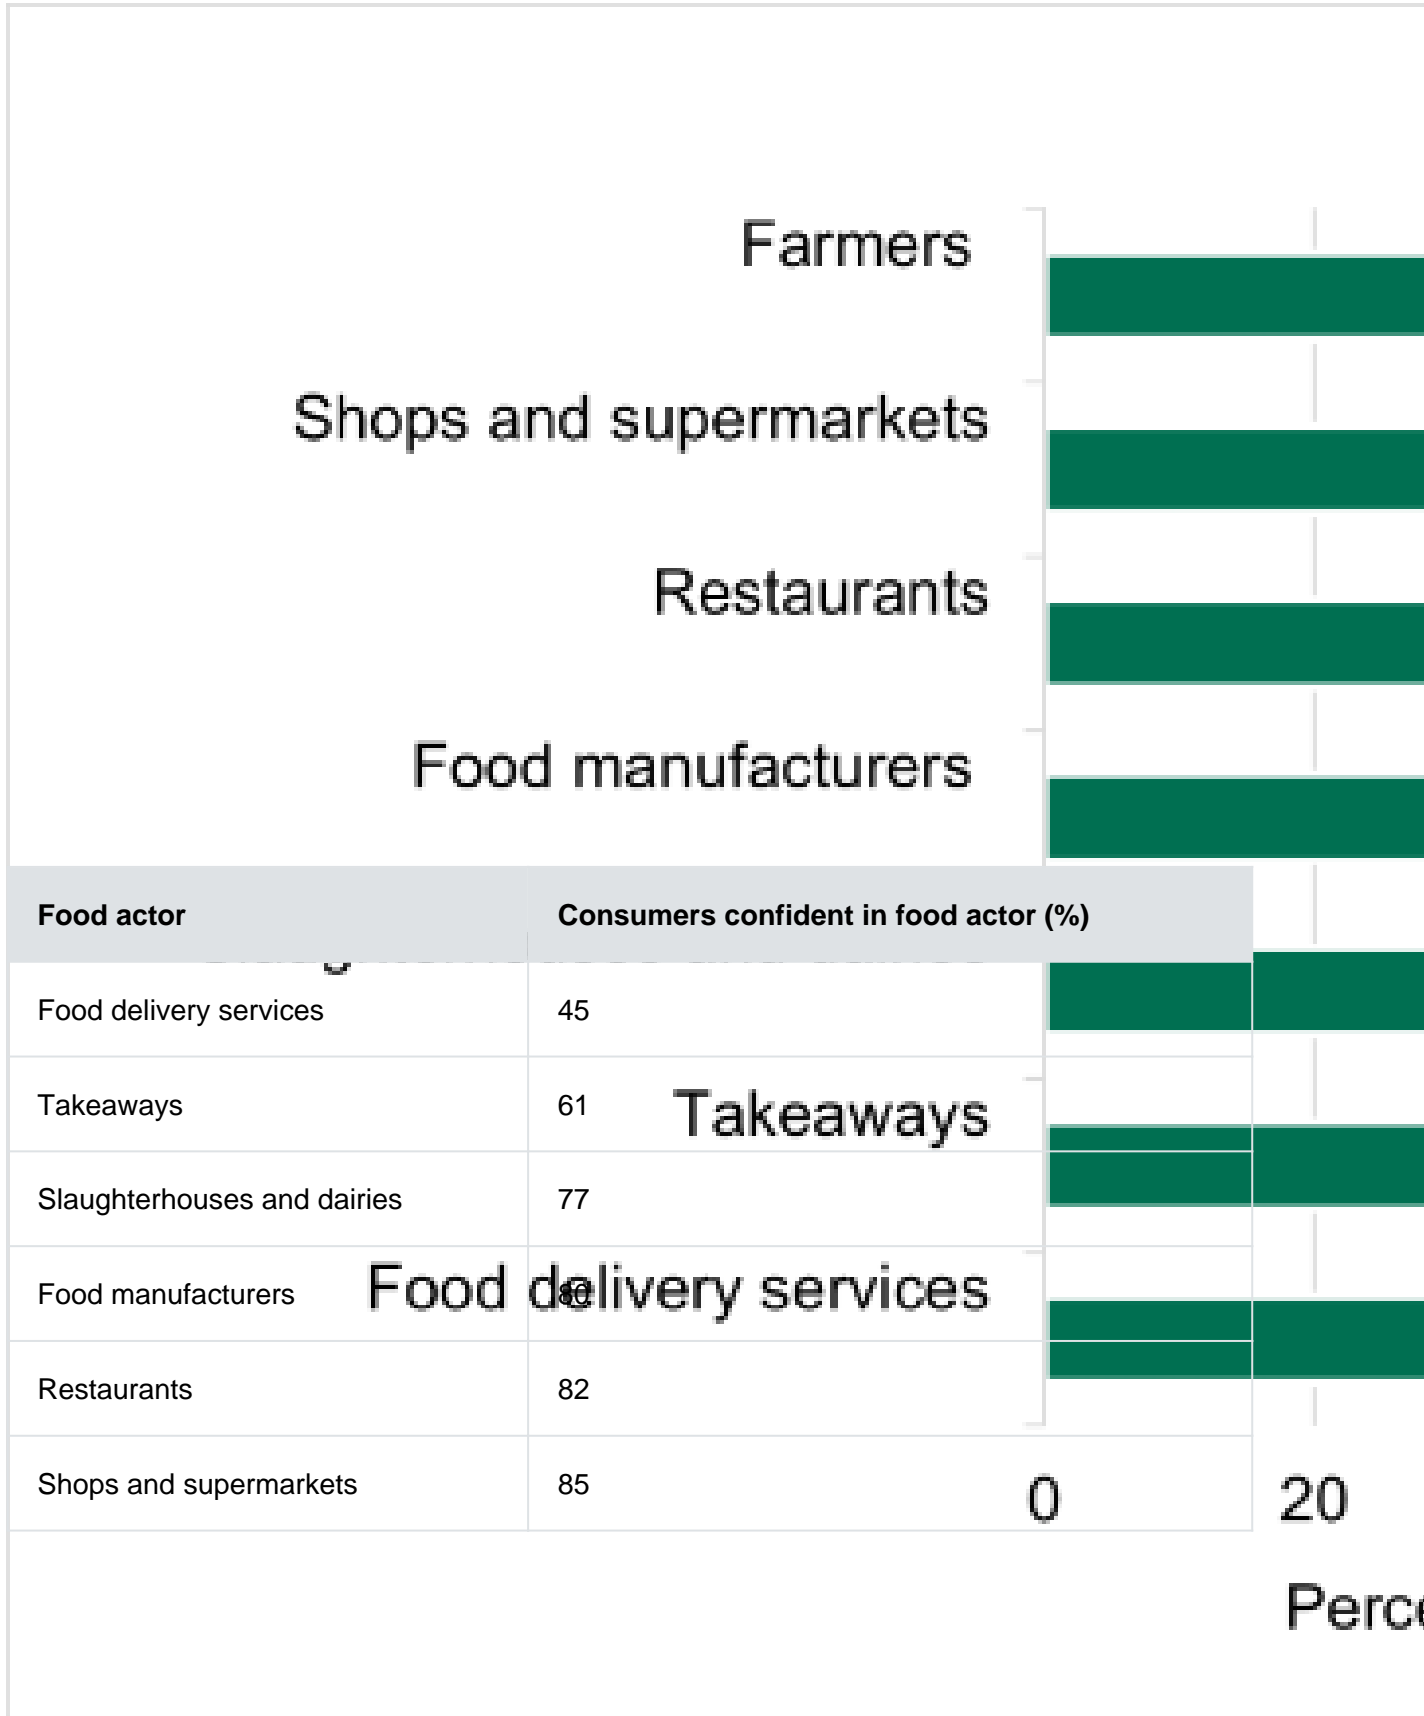 Farmers
Shops and supermarkets
Restaurants
Food manufacturers
Food actor Consumers confident in food actor (%)
Food delivery services 45
Takeaways 61
Takeaways
Slaughterhouses and dairies 77
Food manufacturers 80
Food delivery services
Restaurants 82
Shops and supermarkets 85
0 20